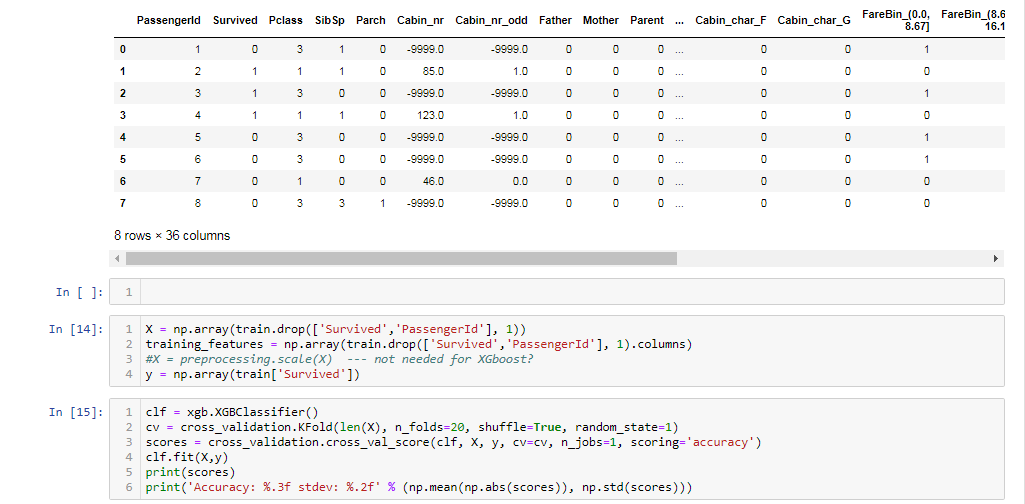 PassengerId Survived Pclass SibSp Parch Cabin_nr Cabin_nr_odd Father Mother Parent ... Cabin_char_F Cabin_char_G FareBin_(0.0, 8.67] FareBin_(8.6 16.1
0 1 0 3 1 0 -9999.0 -9999.0 0 0 0 ... 0 0 1
1 2 1 1 1 0 85.0 1.0 0 0 0 ... 0 0 0
2 3 1 3 0 0 -9999.0 -9999.0 0 0 0 ... 0 0 1
3 4 1 1 1 0 123.0 1.0 0 0 0 ... 0 0 0
4 5 0 3 0 0 -9999.0 -9999.0 0 0 0 ... 0 0 1
5 6 0 3 0 0 -9999.0 -9999.0 0 0 0 ... 0 0 1
6 7 0 1 0 0 46.0 0.0 0 0 0 ... 0 0 0
7 8 0 3 3 1 -9999.0 -9999.0 0 0 0 ... 0 0 0
8 rows × 36 columns
In [ ]: 1
In [14]: 1 X = np.array(train.drop(['Survived','PassengerId'], 1))
2 training_features = np.array(train.drop(['Survived','PassengerId'], 1).columns)
3 #X = preprocessing.scale(X)  --- not needed for XGboost?
4 y = np.array(train['Survived'])
In [15]: 1 clf = xgb.XGBClassifier()
2 cv = cross_validation.KFold(len(X), n_folds=20, shuffle=True, random_state=1)
3 scores = cross_validation.cross_val_score(clf, X, y, cv=cv, n_jobs=1, scoring='accuracy')
4 clf.fit(X,y)
5 print(scores)
6 print('Accuracy: %.3f stdev: %.2f' % (np.mean(np.abs(scores)), np.std(scores)))